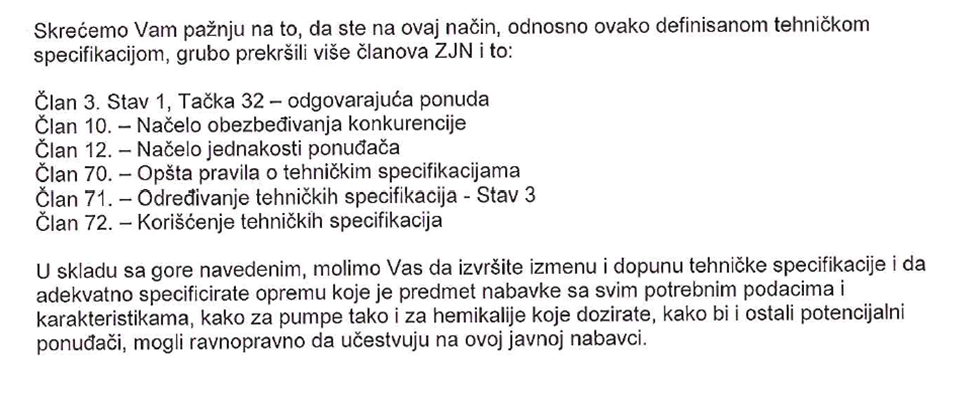 Skrećemo Vam pažnju na to, da ste na ovaj način, odnosno ovako definisanom tehničkom
specifikacijom, grubo prekršili više članova ZJN i to:
Član 3. Stav 1, Tačka 32 – odgovarajuća ponuda
Član 10. – Načelo obezbeđivanja konkurencije
Član 12. – Načelo jednakosti ponuđača
Član 70. – Opšta pravila o tehničkim specifikacijama
Član 71. – Određivanje tehničkih specifikacija - Stav 3
Član 72. – Korišćenje tehničkih specifikacija
U skladu sa gore navedenim, molimo Vas da izvršite izmenu i dopunu tehničke specifikacije i da
adekvatno specificirate opremu koje je predmet nabavke sa svim potrebnim podacima i
karakteristikama, kako za pumpe tako i za hemikalije koje dozirate, kako bi i ostali potencijalni
ponuđači, mogli ravnopravno da učestvuju na ovoj javnoj nabavci.